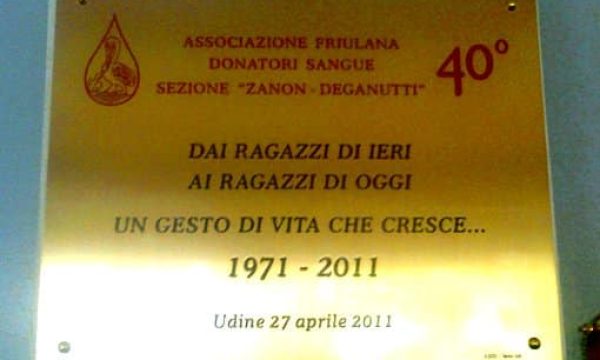 ASSOCIAZIONE FRIULANA
DONATORI SANGUE
SEZIONE "ZANON - DEGANUTTI"
40°
DAI RAGAZZI DI IERI
AI RAGAZZI DI OGGI
UN GESTO DI VITA CHE CRESCE...
1971 - 2011
Udine 27 aprile 2011